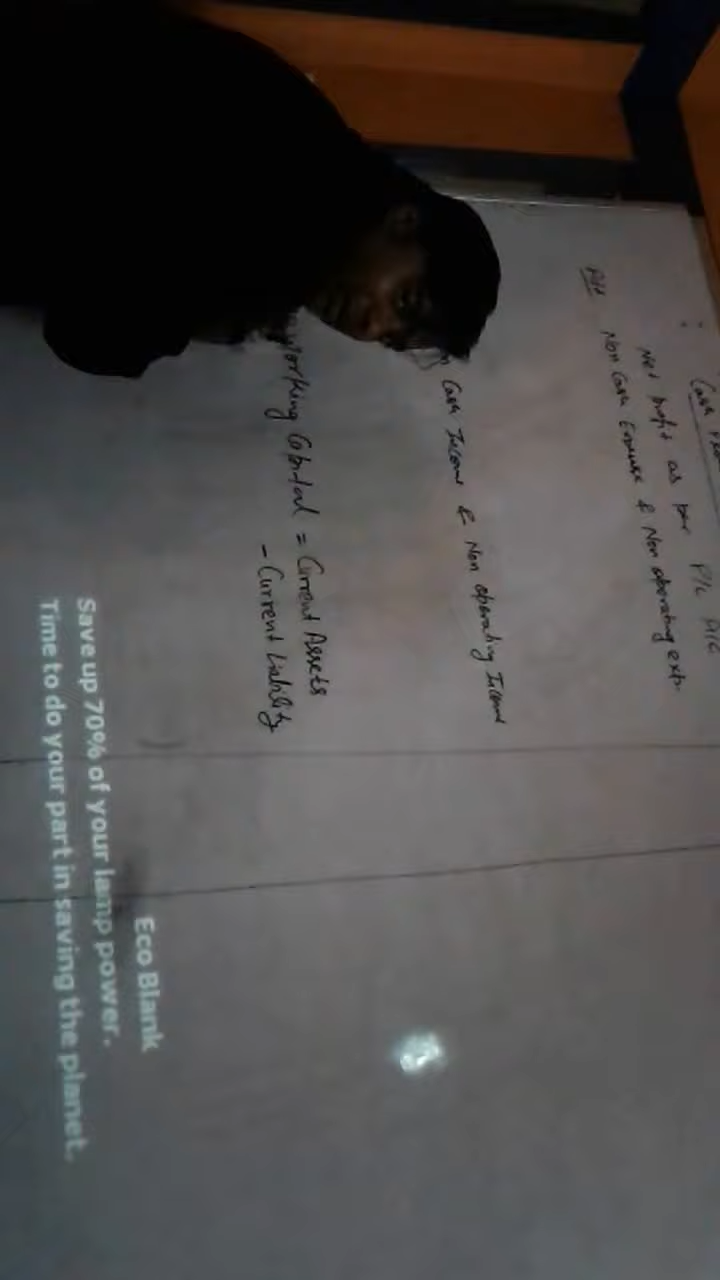 Cash
Net profit as per P/L A/C
Add Non Cash Expense & Non operating exp.
Cash Income & Non operating Income
Working Capital = Current Assets
- Current Liability
Eco Blank
Save up 70% of your lamp power.
Time to do your part in saving the planet.